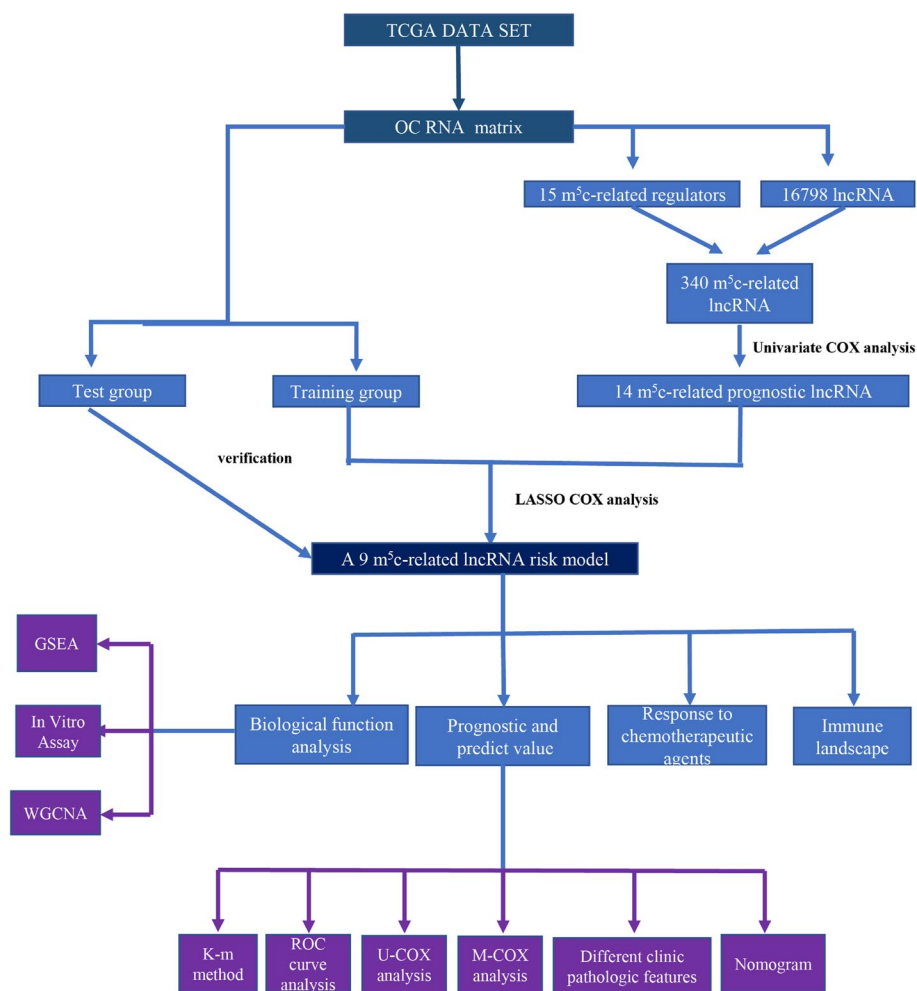 TCGA DATA SET
OC RNA matrix
15 m⁵c-related regulators
16798 lncRNA
340 m⁵c-related
lncRNA
Univariate COX analysis
Test group
Training group
14 m⁵c-related prognostic lncRNA
verification
LASSO COX analysis
A 9 m⁵c-related lncRNA risk model
GSEA
In Vitro
Assay
WGCNA
Biological function
analysis
Prognostic and
predict value
Response to
chemotherapeutic
agents
Immune
landscape
K-m
method
ROC
curve
analysis
U-COX
analysis
M-COX
analysis
Different clinic
pathologic features
Nomogram